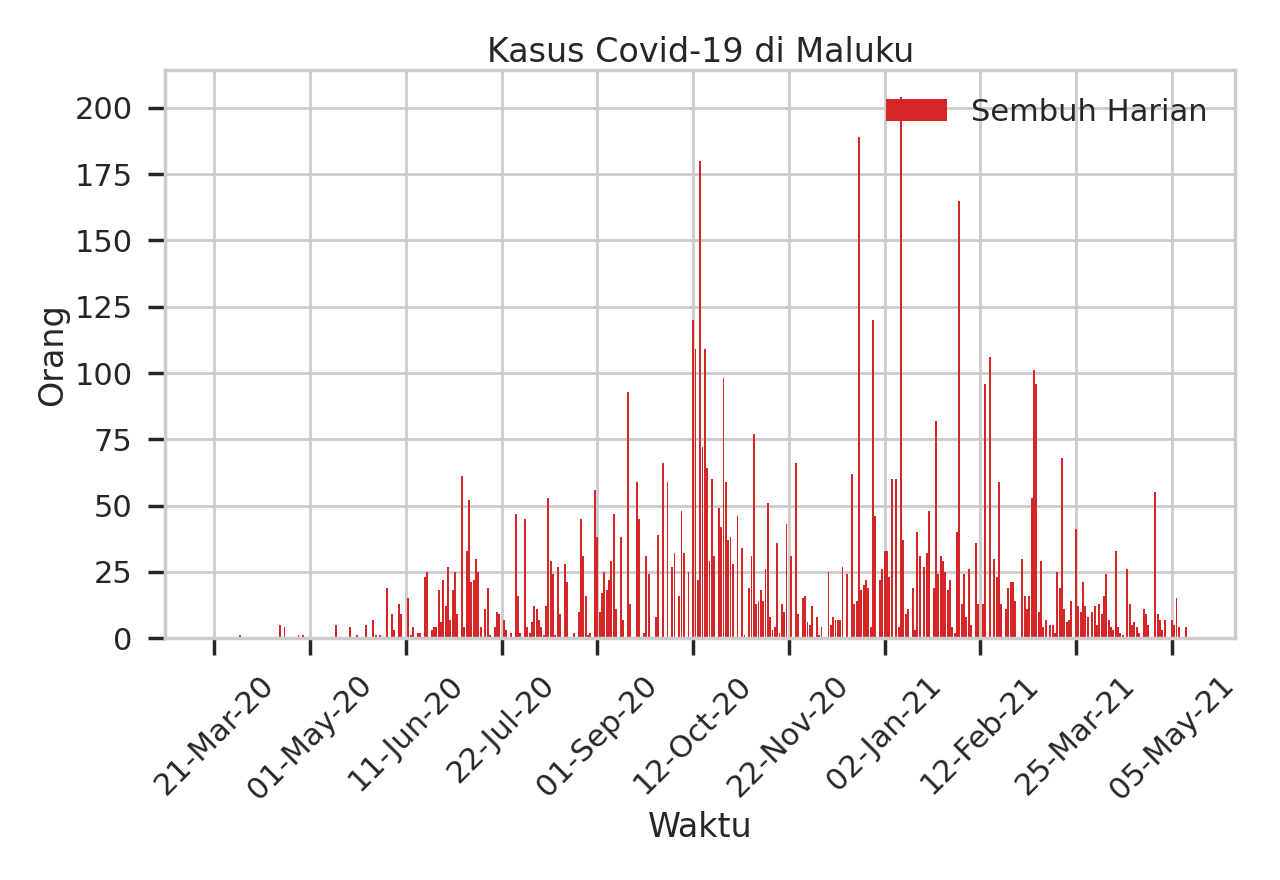 Kasus Covid-19 di Maluku
Sembuh Harian
Orang
200
175
150
125
100
75
50
25
0
21-Mar-20
01-May-20
11-Jun-20
22-Jul-20
01-Sep-20
12-Oct-20
22-Nov-20
02-Jan-21
12-Feb-21
25-Mar-21
05-May-21
Waktu